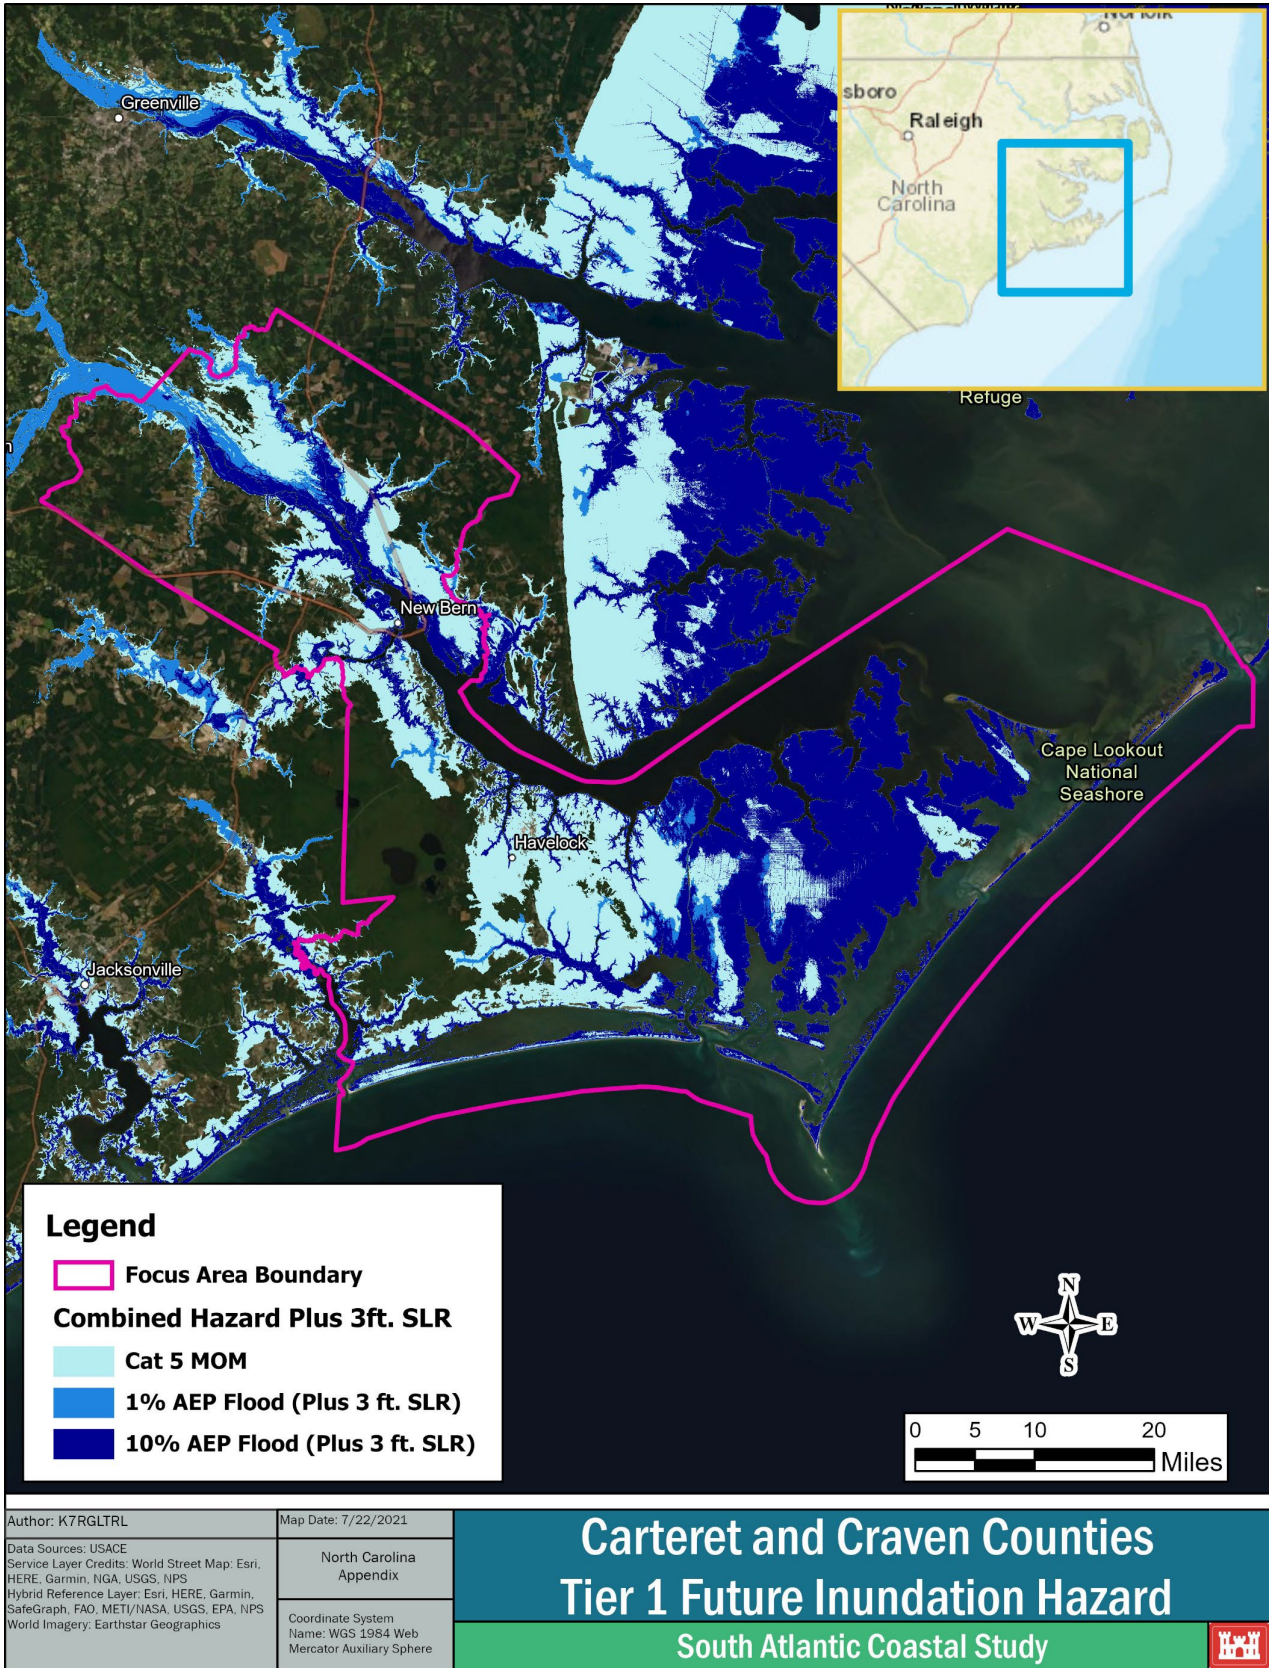 Norfolk
sboro
Raleigh
North
Carolina
Greenville
Refuge
n
New Bern
Cape Lookout
National
Seashore
Havelock
Jacksonville
Legend
Focus Area Boundary
Combined Hazard Plus 3ft. SLR
Cat 5 MOM
1% AEP Flood (Plus 3 ft. SLR)
10% AEP Flood (Plus 3 ft. SLR)
N
W E
S
0 5 10 20
Miles
Author: K7RGLTRL
Data Sources: USACE
Service Layer Credits: World Street Map: Esri,
HERE, Garmin, NGA, USGS, NPS
Hybrid Reference Layer: Esri, HERE, Garmin,
SafeGraph, FAO, METI/NASA, USGS, EPA, NPS
World Imagery: Earthstar Geographics
Map Date: 7/22/2021
North Carolina
Appendix
Coordinate System
Name: WGS 1984 Web
Mercator Auxiliary Sphere
Carteret and Craven Counties
Tier 1 Future Inundation Hazard
South Atlantic Coastal Study